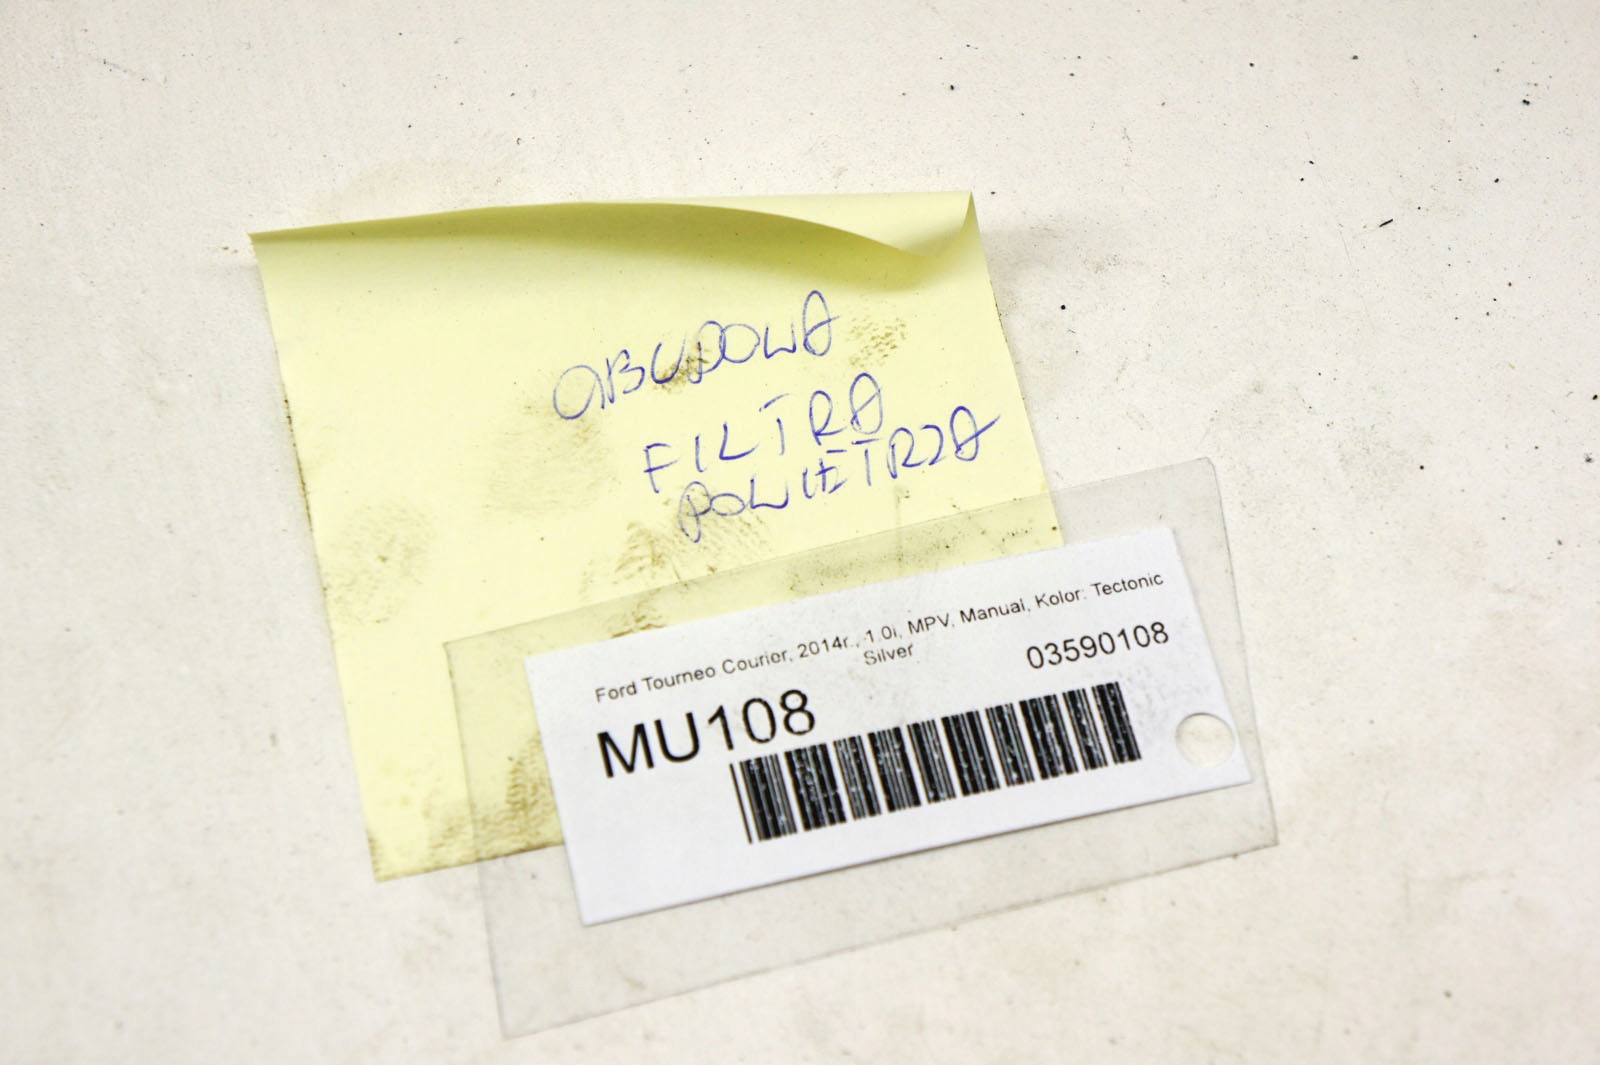 OBUDOWA
FILTRA
POWIETRZA
Ford Tourneo Courier, 2014r., 1.0i, MPV, Manual, Kolor: Tectonic
Silver
03590108
MU108